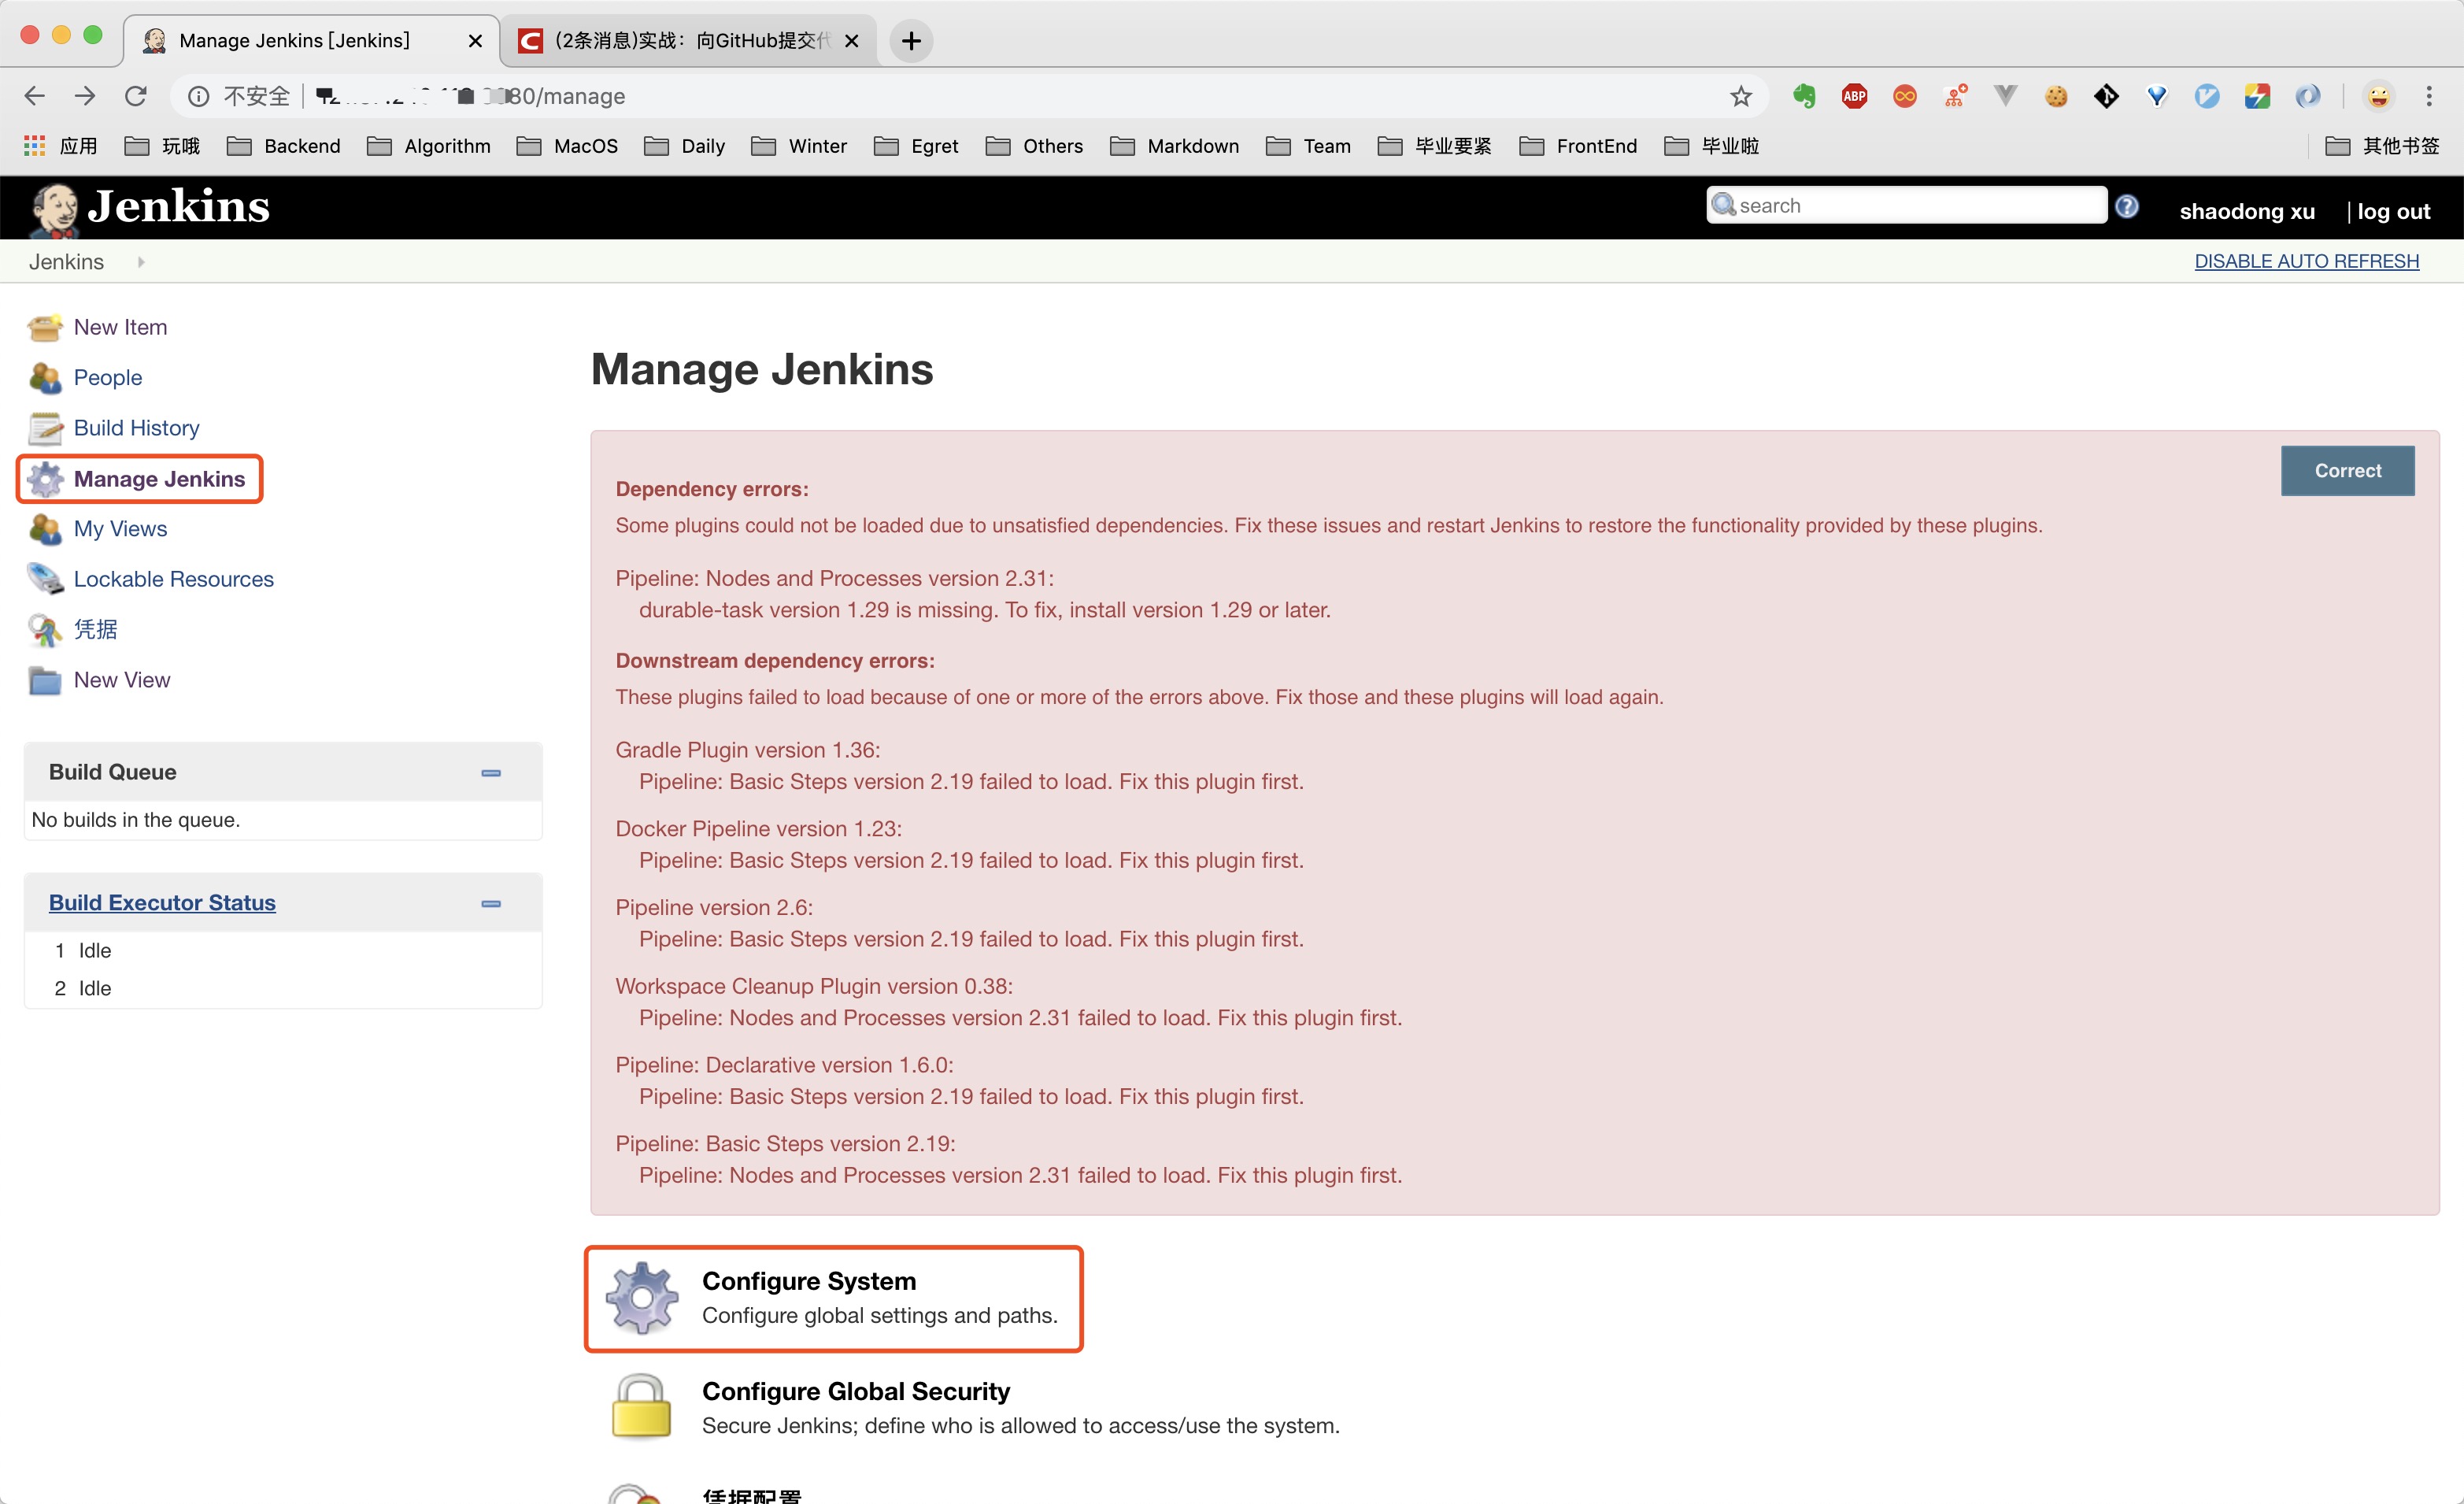 Manage Jenkins [Jenkins]
(2条消息)实战：向GitHub提交代
不安全
80/manage
ABP
应用
玩哦
Backend
Algorithm
MacOS
Daily
Winter
Egret
Others
Markdown
Team
毕业要紧
FrontEnd
毕业啦
其他书签
Jenkins
search
shaodong xu
| log out
Jenkins
DISABLE AUTO REFRESH
New Item
People
Build History
Manage Jenkins
My Views
Lockable Resources
凭据
New View
Build Queue
No builds in the queue.
Build Executor Status
1 Idle
2 Idle
Manage Jenkins
Correct
Dependency errors:
Some plugins could not be loaded due to unsatisfied dependencies. Fix these issues and restart Jenkins to restore the functionality provided by these plugins.
Pipeline: Nodes and Processes version 2.31:
durable-task version 1.29 is missing. To fix, install version 1.29 or later.
Downstream dependency errors:
These plugins failed to load because of one or more of the errors above. Fix those and these plugins will load again.
Gradle Plugin version 1.36:
Pipeline: Basic Steps version 2.19 failed to load. Fix this plugin first.
Docker Pipeline version 1.23:
Pipeline: Basic Steps version 2.19 failed to load. Fix this plugin first.
Pipeline version 2.6:
Pipeline: Basic Steps version 2.19 failed to load. Fix this plugin first.
Workspace Cleanup Plugin version 0.38:
Pipeline: Nodes and Processes version 2.31 failed to load. Fix this plugin first.
Pipeline: Declarative version 1.6.0:
Pipeline: Basic Steps version 2.19 failed to load. Fix this plugin first.
Pipeline: Basic Steps version 2.19:
Pipeline: Nodes and Processes version 2.31 failed to load. Fix this plugin first.
Configure System
Configure global settings and paths.
Configure Global Security
Secure Jenkins; define who is allowed to access/use the system.
凭据配置